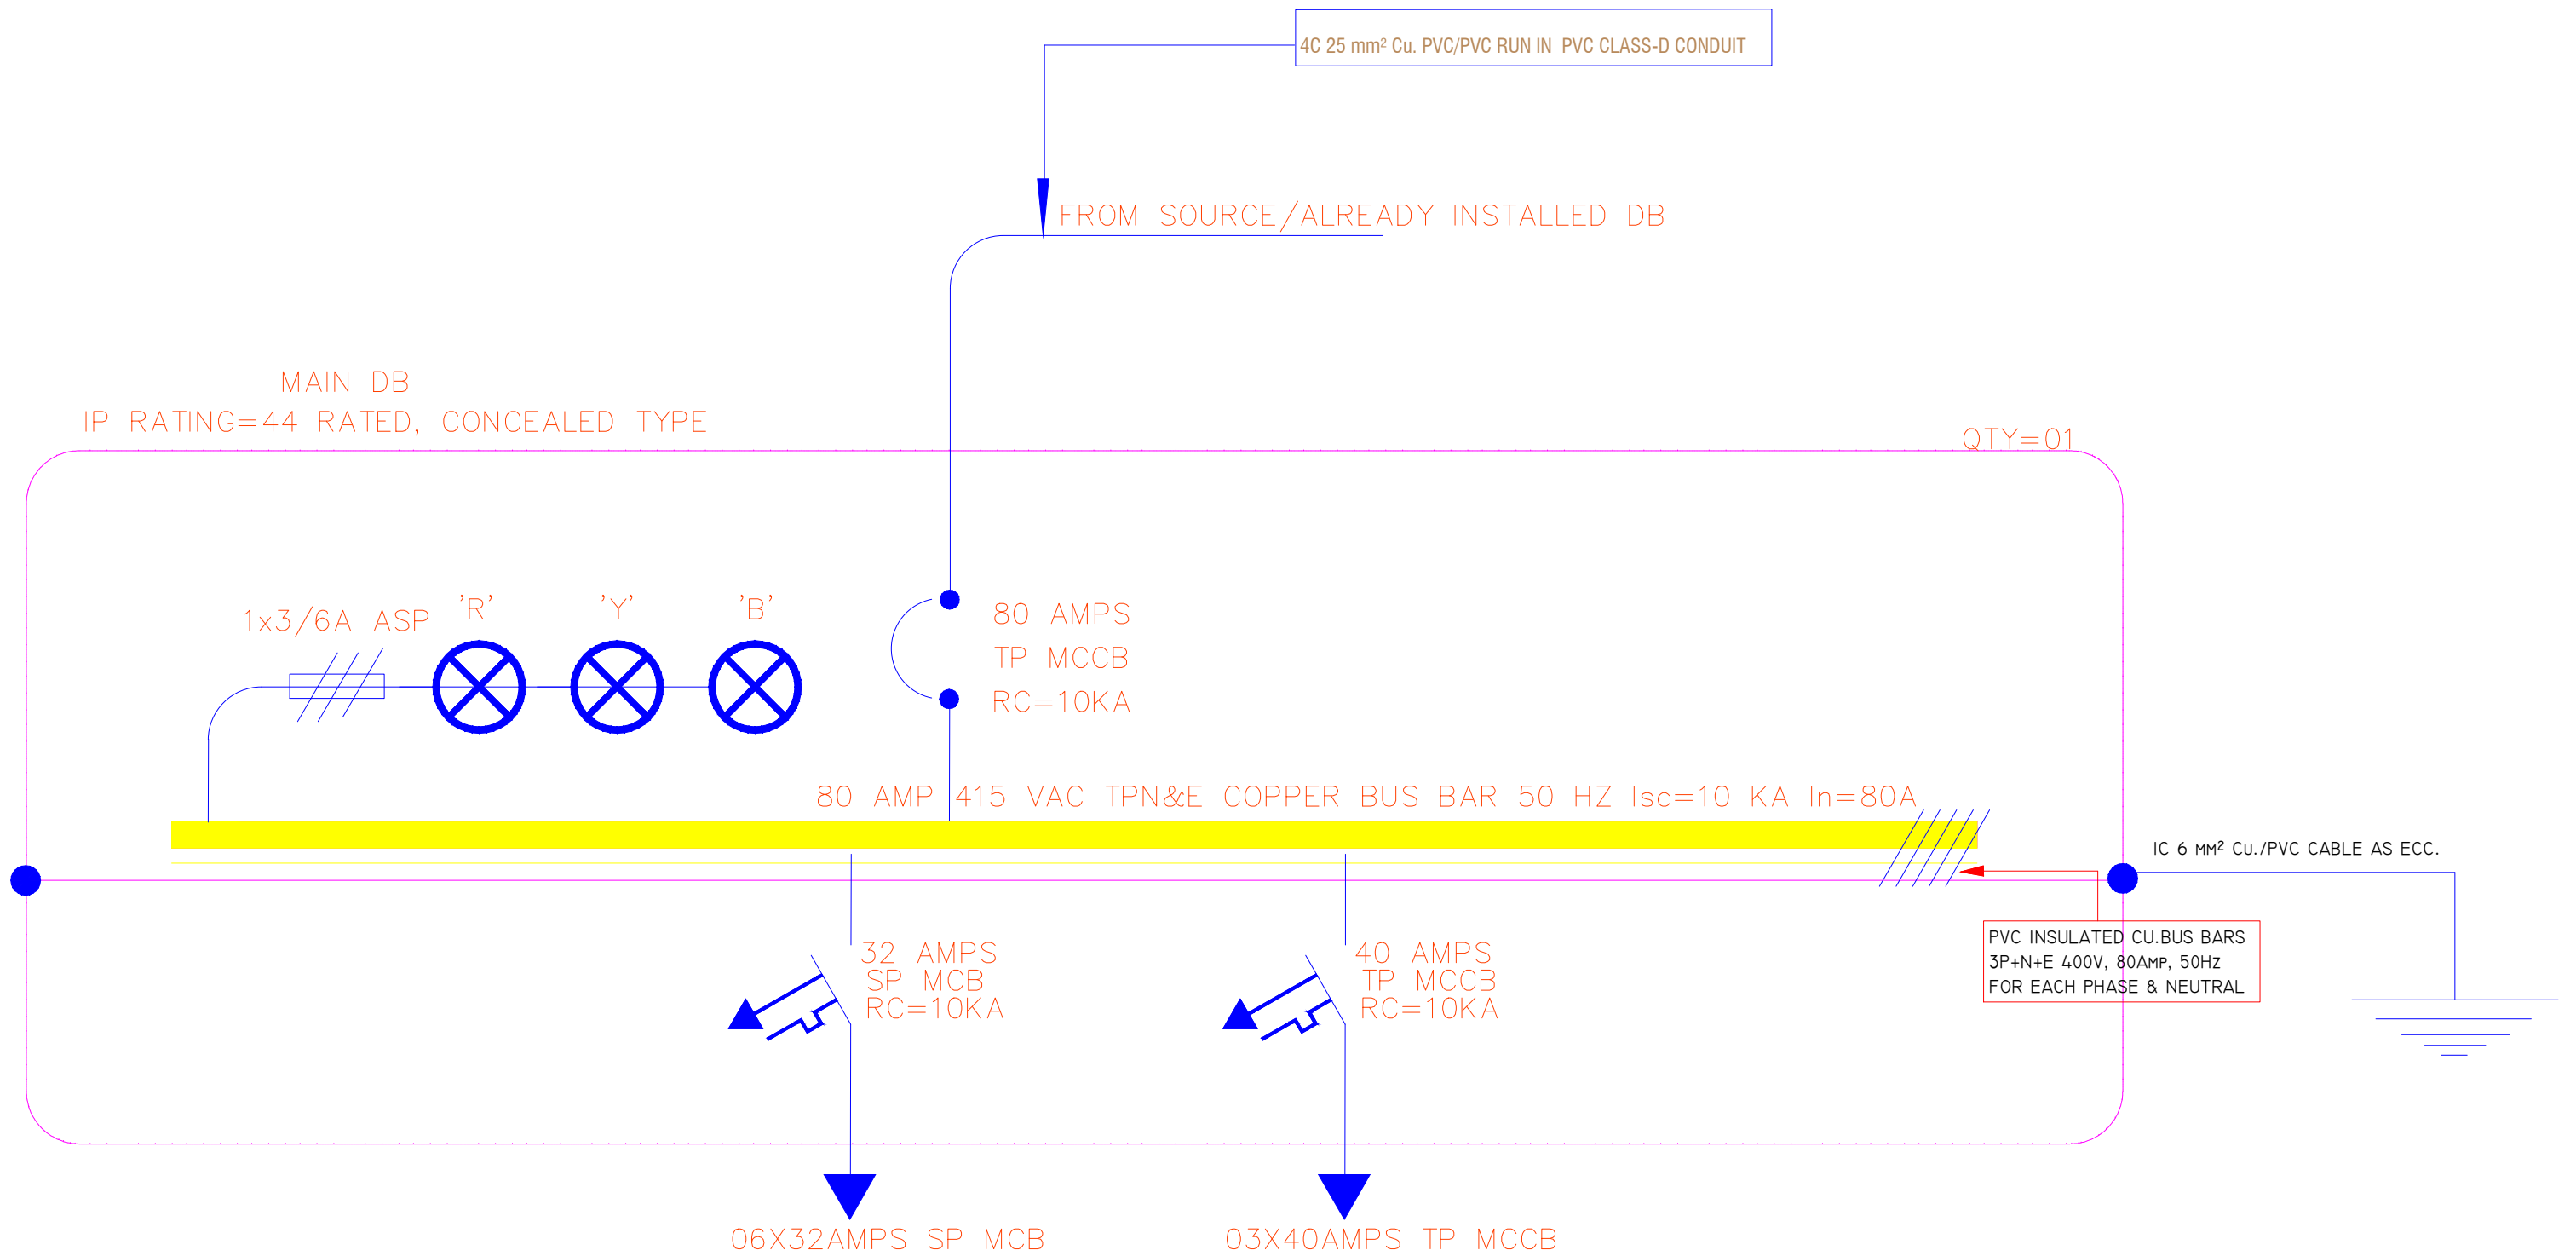 4C 25 mm² Cu. PVC/PVC RUN IN PVC CLASS-D CONDUIT
FROM SOURCE/ALREADY INSTALLED DB
MAIN DB
IP RATING=44 RATED, CONCEALED TYPE
QTY=01
1x3/6A ASP
'R'
'Y'
'B'
80 AMPS
TP MCCB
RC=10KA
80 AMP 415 VAC TPN&E COPPER BUS BAR 50 HZ Isc=10 KA In=80A
IC 6 MM² CU./PVC CABLE AS ECC.
PVC INSULATED CU.BUS BARS
3P+N+E 400V, 80AMP, 50HZ
FOR EACH PHASE & NEUTRAL
32 AMPS
SP MCB
RC=10KA
40 AMPS
TP MCCB
RC=10KA
06X32AMPS SP MCB
03X40AMPS TP MCCB